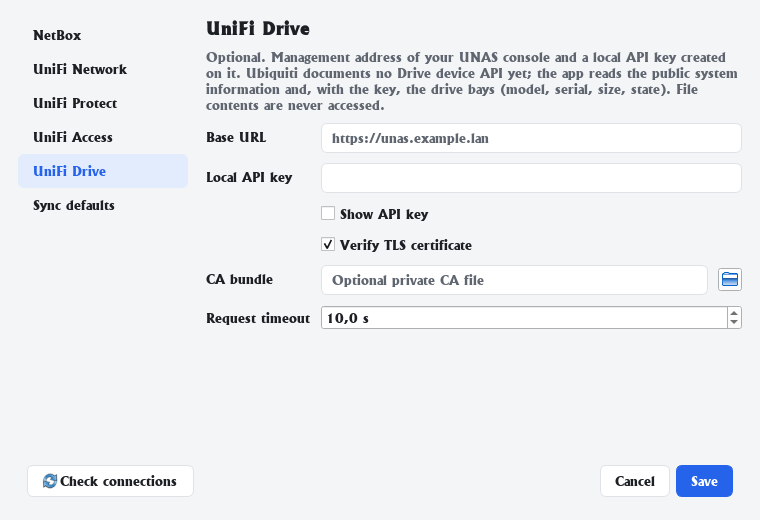 NetBox
UniFi Network
UniFi Protect
UniFi Access
UniFi Drive
Sync defaults
UniFi Drive
Optional. Management address of your UNAS console and a local API key created
on it. Ubiquiti documents no Drive device API yet; the app reads the public system
information and, with the key, the drive bays (model, serial, size, state). File
contents are never accessed.
Base URL
https://unas.example.lan
Local API key
Show API key
Verify TLS certificate
CA bundle
Optional private CA file
Request timeout
10,0 s
Check connections
Cancel
Save